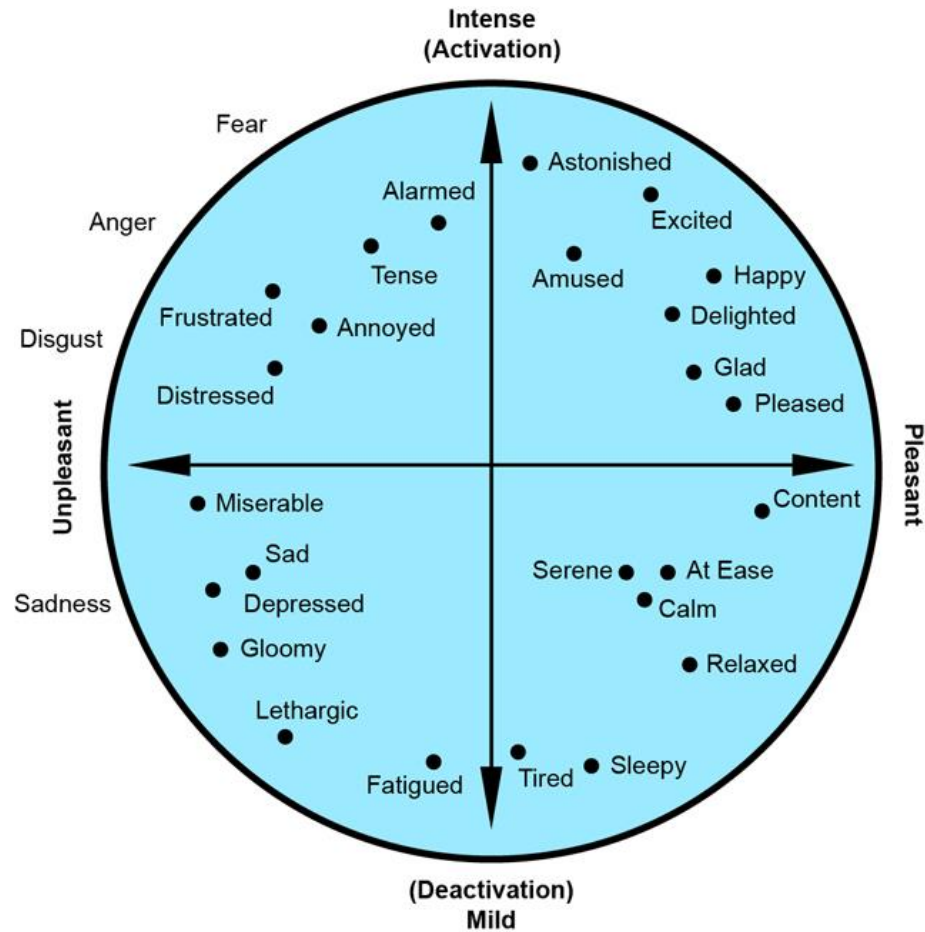 Intense
(Activation)
Fear
Astonished
Alarmed
Excited
Anger
Tense
Amused
Happy
Frustrated
Annoyed
Delighted
Disgust
Glad
Distressed
Pleased
Unpleasant
Pleasant
Miserable
Content
Sad
Serene
At Ease
Depressed
Calm
Sadness
Gloomy
Relaxed
Lethargic
Fatigued
Tired
Sleepy
(Deactivation)
Mild